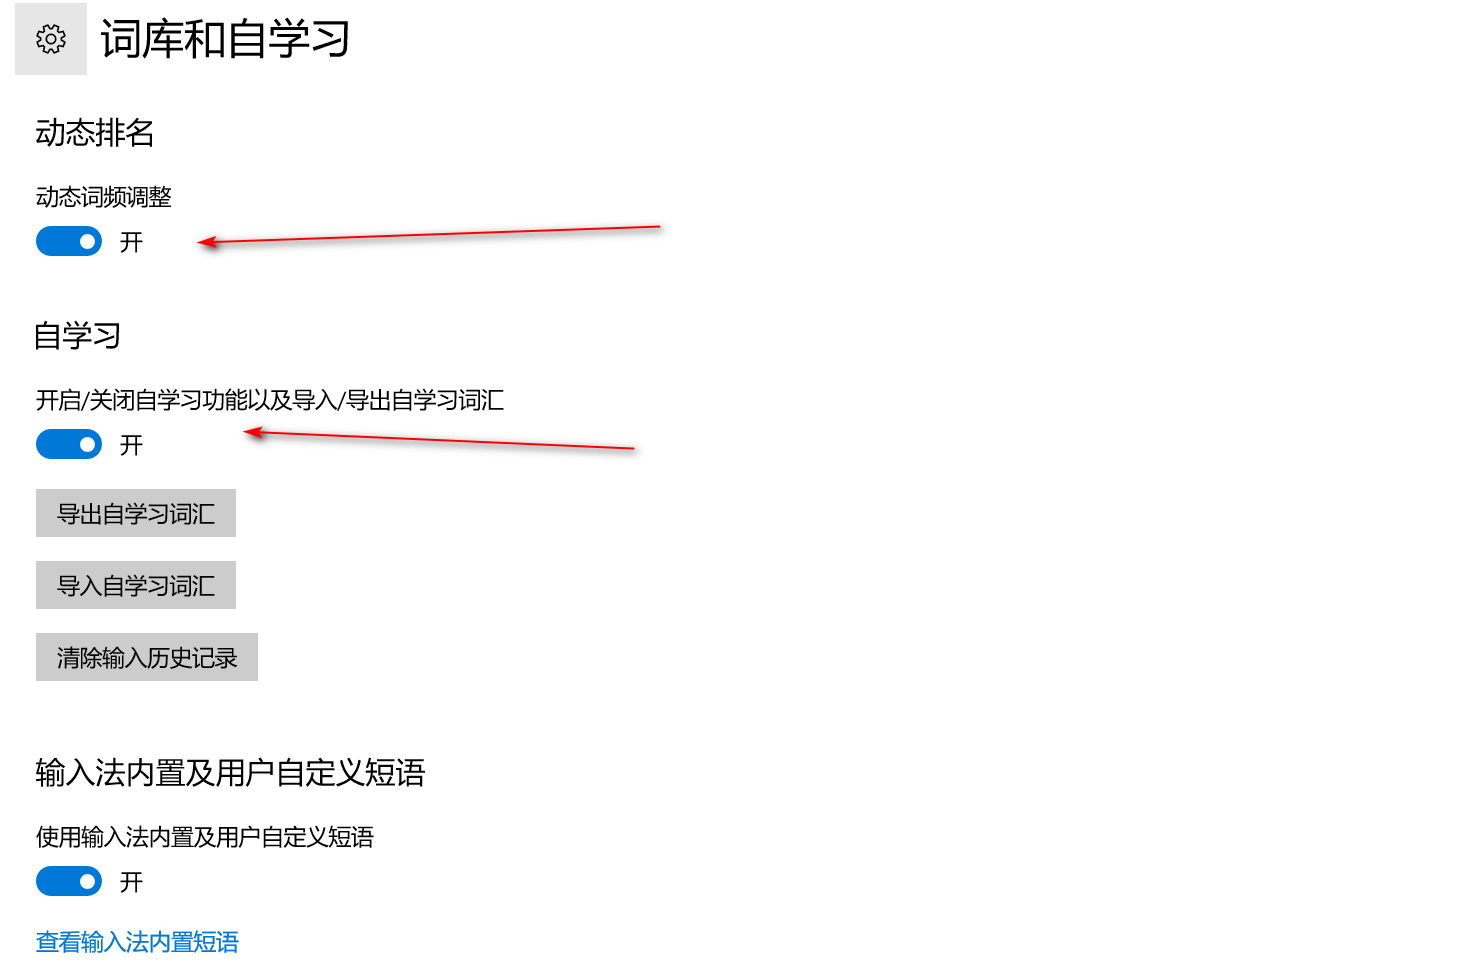 词库和自学习
动态排名
动态词频调整
开
自学习
开启/关闭自学习功能以及导入/导出自学习词汇
开
导出自学习词汇
导入自学习词汇
清除输入历史记录
输入法内置及用户自定义短语
使用输入法内置及用户自定义短语
开
查看输入法内置短语